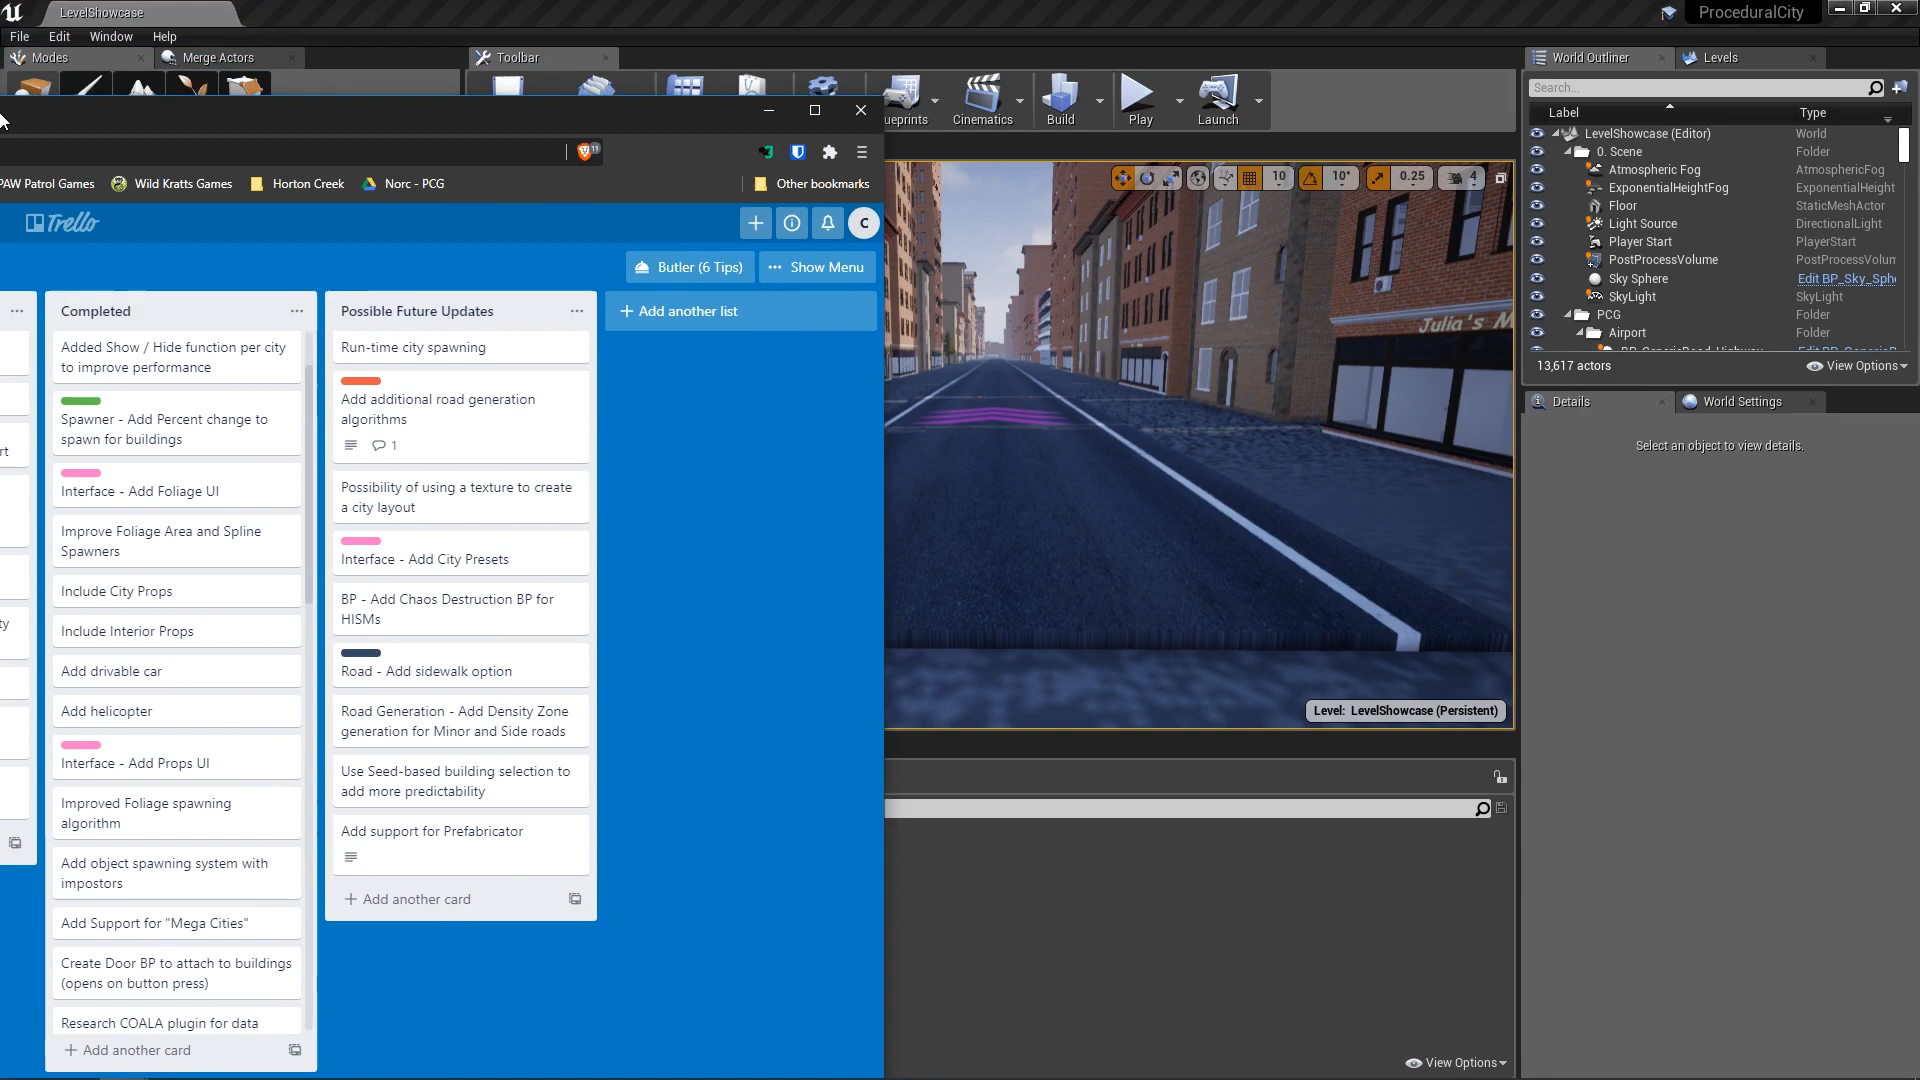 LevelShowcase
ProceduralCity
File
Edit
Window
Help
Modes
Merge Actors
Toolbar
World Outliner
Levels
Search...
Label
Type
Cinematics
Build
Play
Launch
11
PAW Patrol Games
Wild Kratts Games
Horton Creek
Norc - PCG
Other bookmarks
Trello
C
Butler (6 Tips)
Show Menu
Completed
Added Show / Hide function per city
to improve performance
Spawner - Add Percent change to
spawn for buildings
Interface - Add Foliage UI
Improve Foliage Area and Spline
Spawners
Include City Props
Include Interior Props
Add drivable car
Add helicopter
Interface - Add Props UI
Improved Foliage spawning
algorithm
Add object spawning system with
impostors
Add Support for "Mega Cities"
Create Door BP to attach to buildings
(opens on button press)
Research COALA plugin for data
Add another card
Possible Future Updates
Run-time city spawning
Add additional road generation
algorithms
1
Possibility of using a texture to create
a city layout
Interface - Add City Presets
BP - Add Chaos Destruction BP for
HISMs
Road - Add sidewalk option
Road Generation - Add Density Zone
generation for Minor and Side roads
Use Seed-based building selection to
add more predictability
Add support for Prefabricator
Add another card
Add another list
10
10°
0.25
4
Julia's M
Level: LevelShowcase (Persistent)
LevelShowcase (Editor) World
0. Scene Folder
Atmospheric Fog AtmosphericFog
ExponentialHeightFog ExponentialHeight
Floor StaticMeshActor
Light Source DirectionalLight
Player Start PlayerStart
PostProcessVolume PostProcessVolum
Sky Sphere Edit BP_Sky_Sph
SkyLight SkyLight
PCG Folder
Airport Folder
13,617 actors
View Options
Details
World Settings
Select an object to view details.
View Options